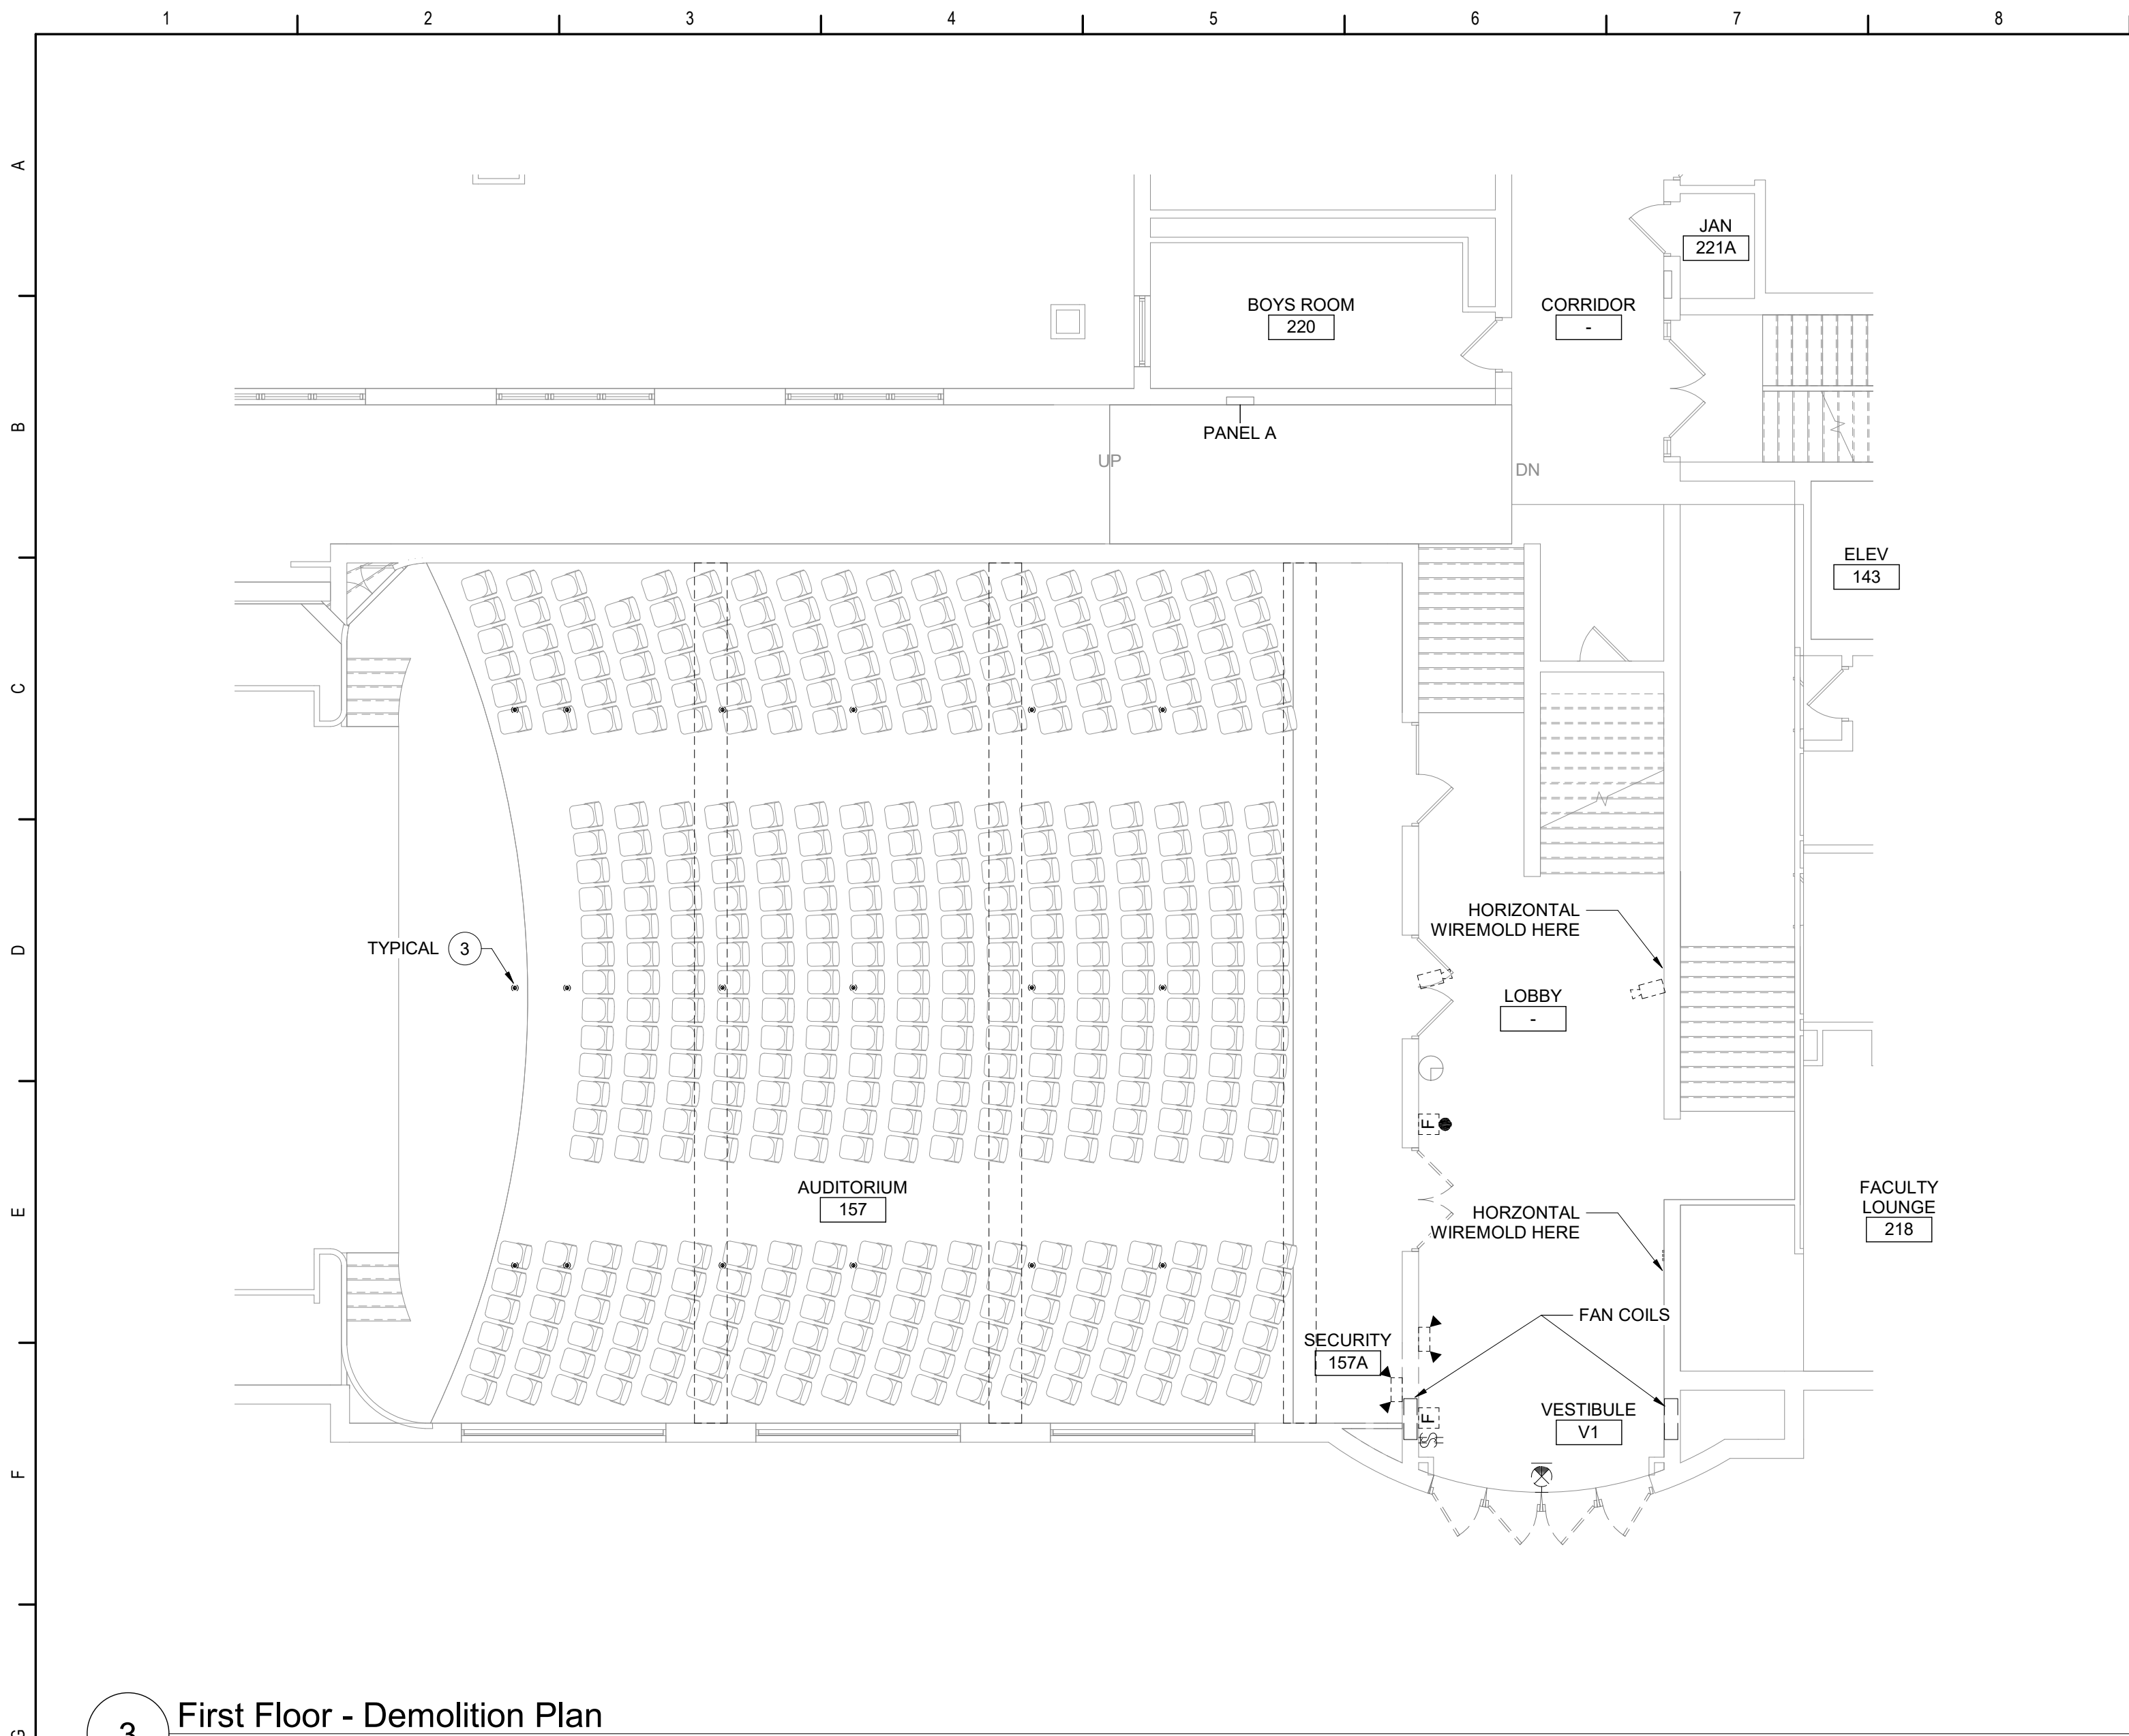 1 2 3 4 5 6 7 8
A
JAN
221A
BOYS ROOM
220
CORRIDOR
-
B
PANEL A
UP
DN
ELEV
143
C
HORIZONTAL
WIREMOLD HERE
D
TYPICAL 3
LOBBY
-
F
AUDITORIUM
157
E
HORZONTAL
WIREMOLD HERE
FACULTY
LOUNGE
218
FAN COILS
SECURITY
157A
VESTIBULE
V1
F
F
First Floor - Demolition Plan
3
G